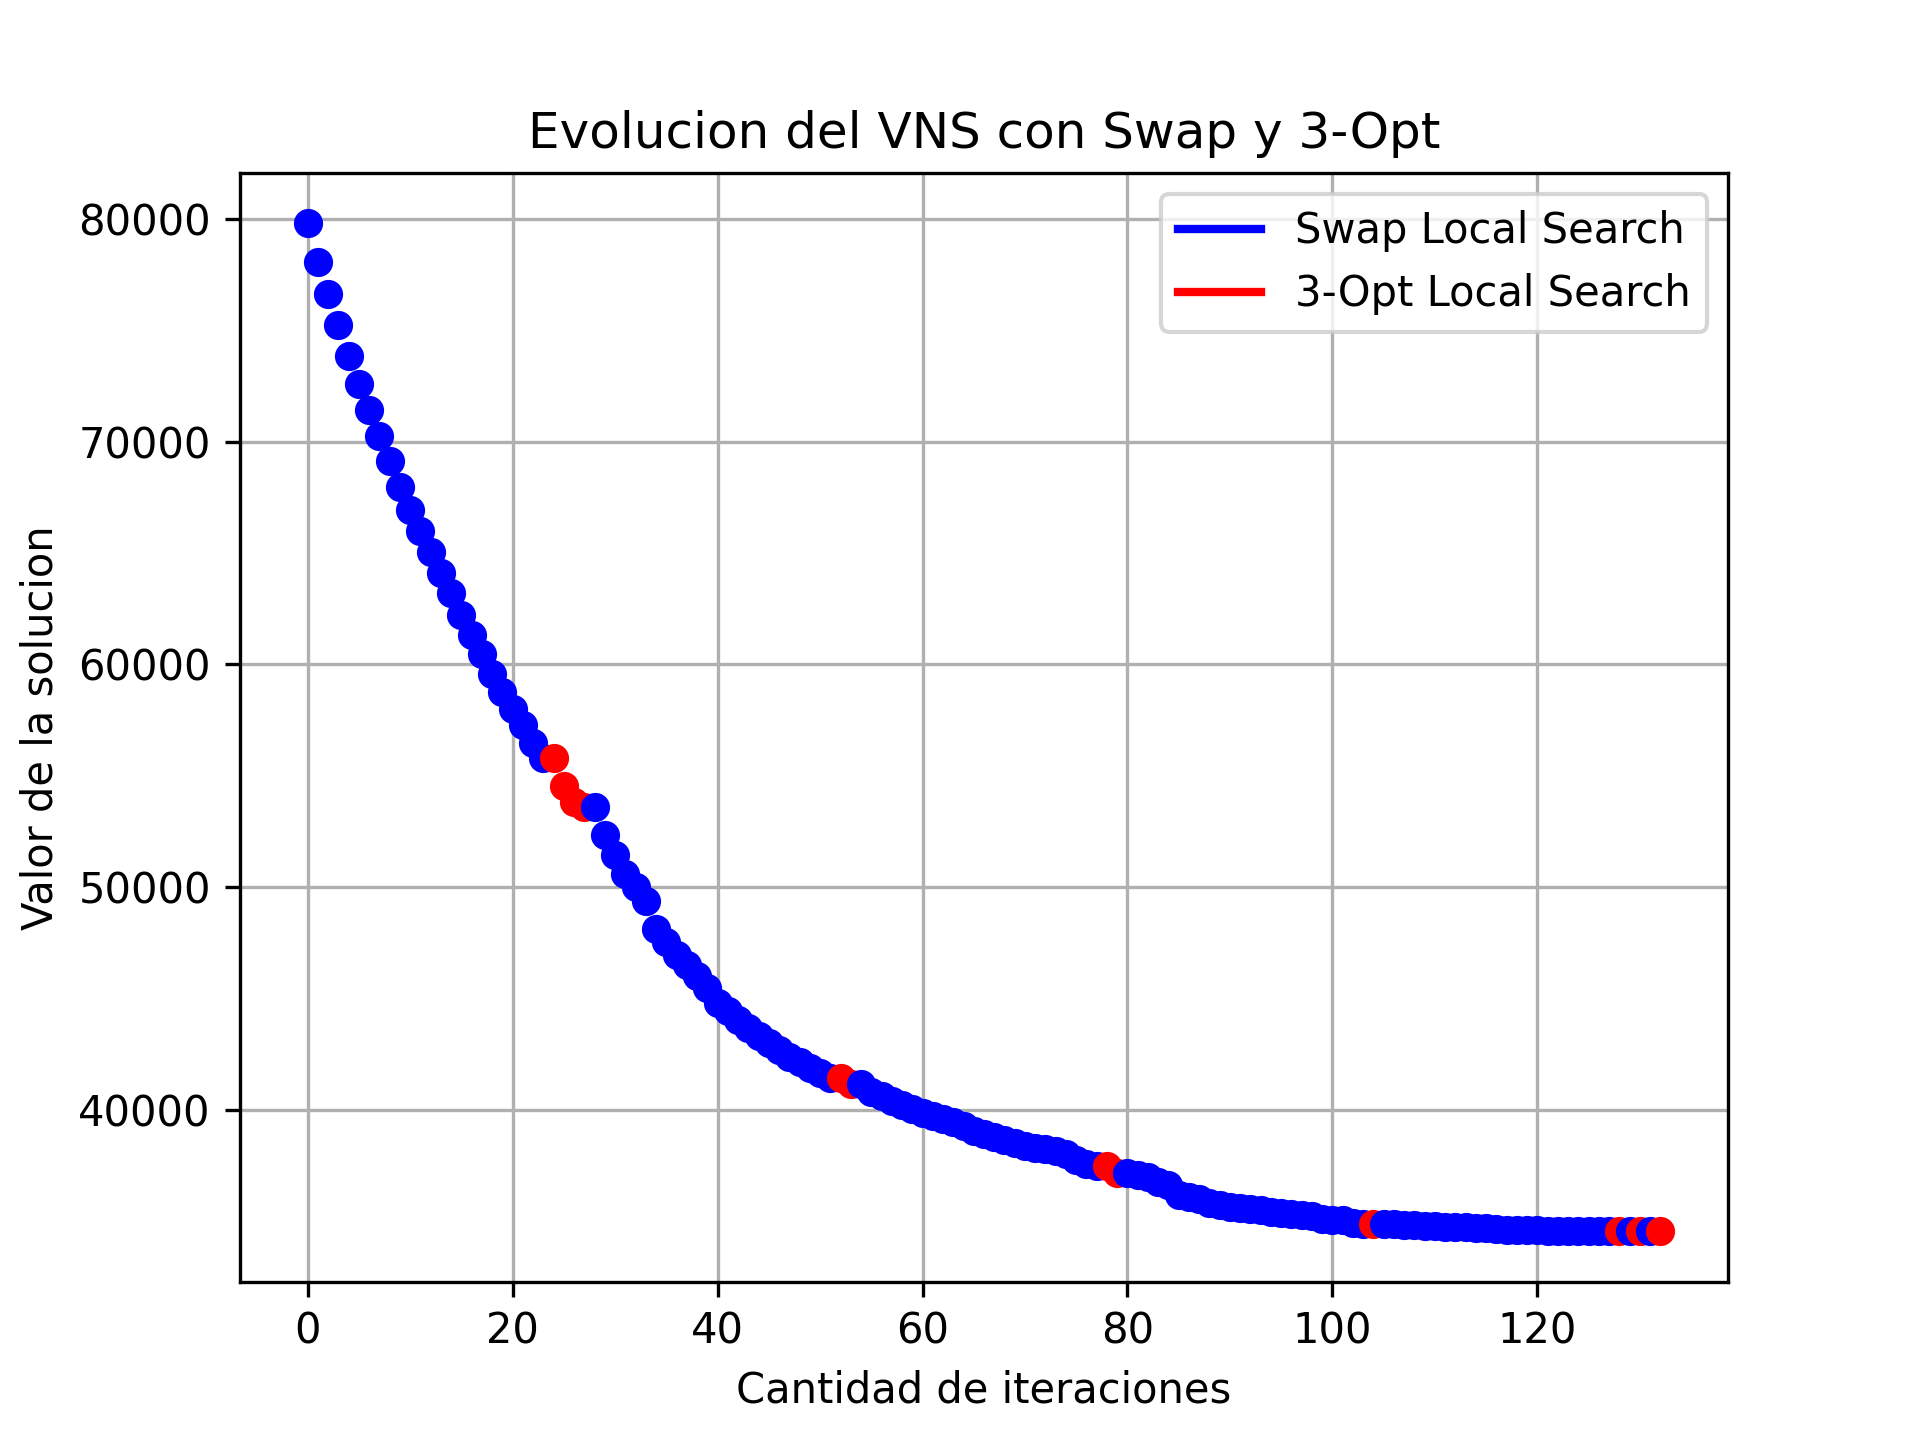 Evolucion del VNS con Swap y 3-Opt
Swap Local Search
3-Opt Local Search
Valor de la solucion
80000
70000
60000
50000
40000
0 20 40 60 80 100 120
Cantidad de iteraciones